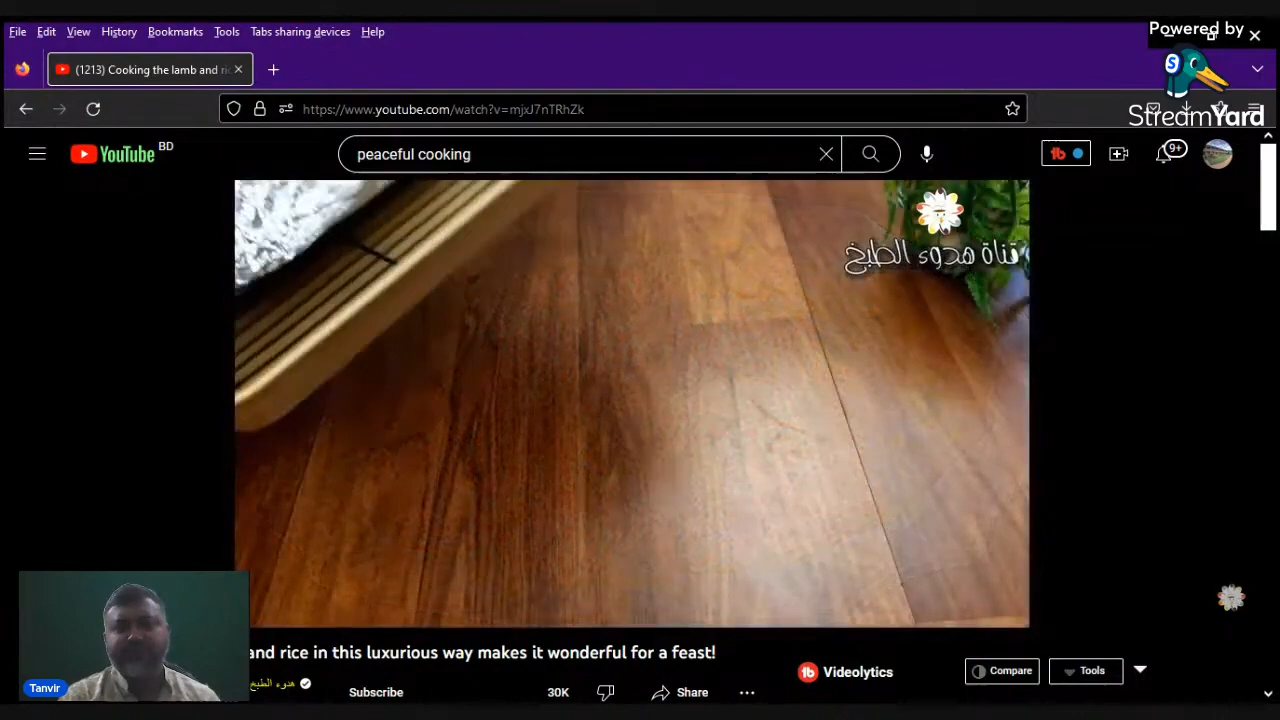 File Edit View History Bookmarks Tools Tabs sharing devices Help
Powered by
(1213) Cooking the lamb and ri
S
StreamYard
https://www.youtube.com/watch?v=mjxJ7nTRhZk
YouTube BD
peaceful cooking
tb
9+
قناة هدوء الطبخ
and rice in this luxurious way makes it wonderful for a feast!
tb Videolytics
Compare
Tools
Tanvir
هدوء الطبخ
Subscribe
30K
Share